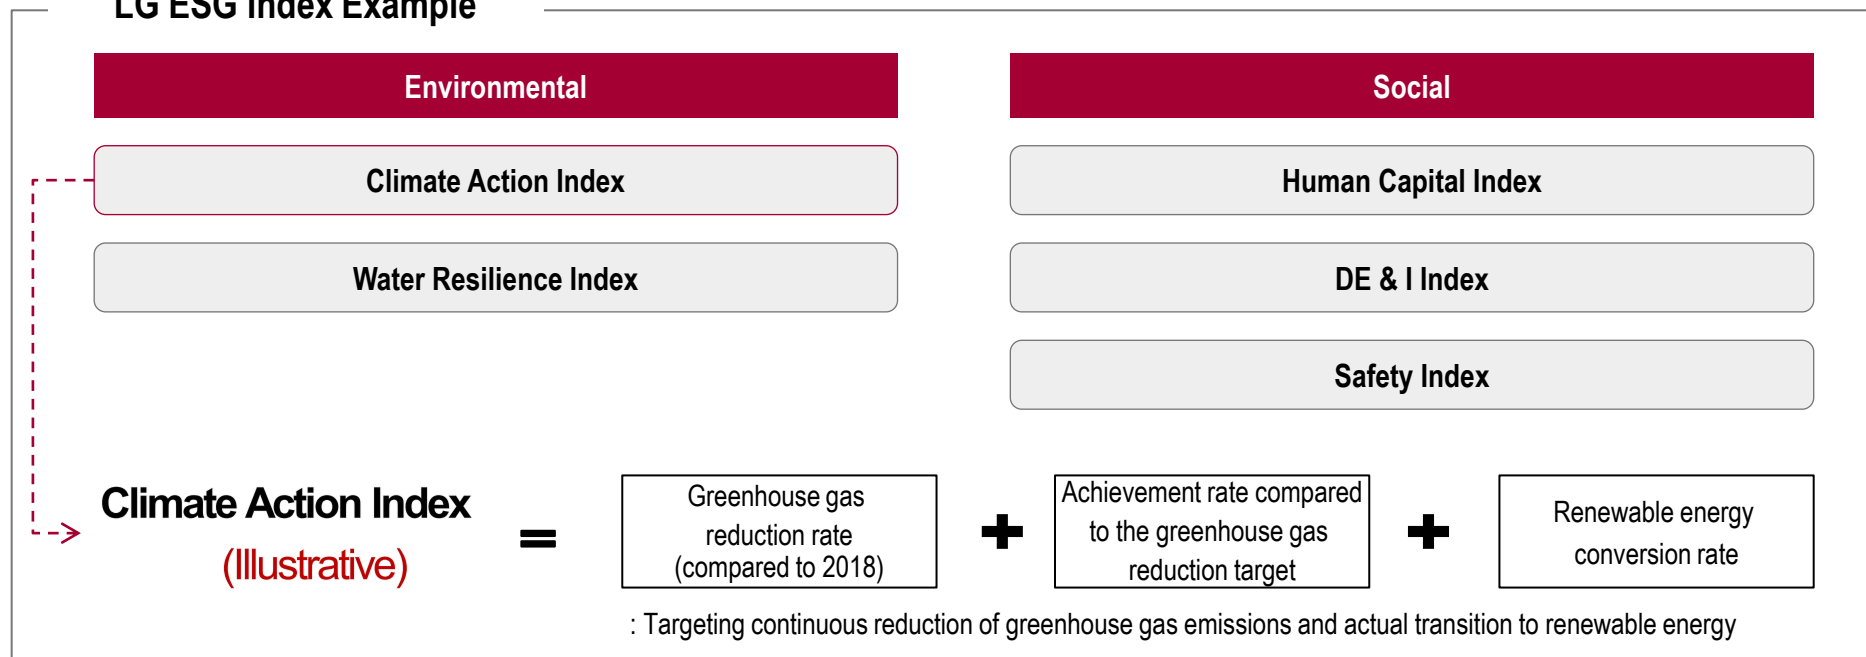 LG ESG Index Example
Environmental
Social
Climate Action Index
Human Capital Index
Water Resilience Index
DE & I Index
Safety Index
Climate Action Index
(Illustrative)
=
Greenhouse gas
reduction rate
(compared to 2018)
+
Achievement rate compared
to the greenhouse gas
reduction target
+
Renewable energy
conversion rate
: Targeting continuous reduction of greenhouse gas emissions and actual transition to renewable energy